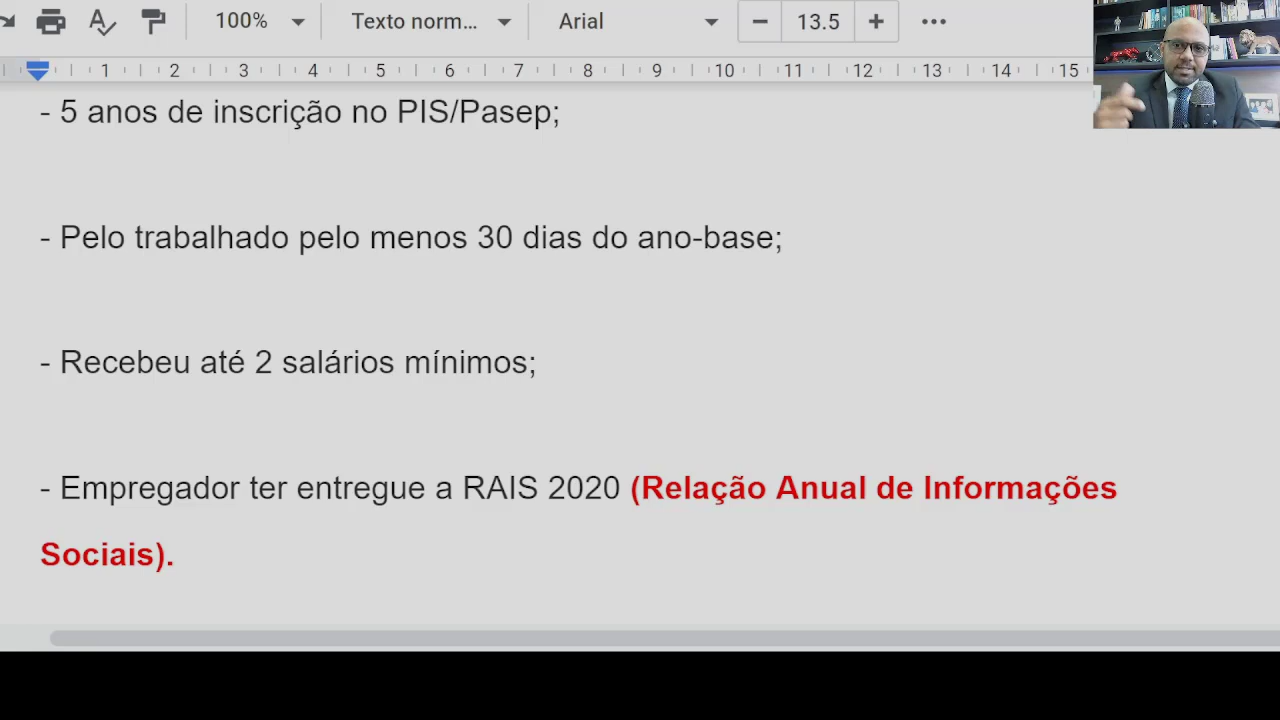 100% Texto norm... Arial 13.5
1 2 3 4 5 6 7 8 9 10 11 12 13 14 15
- 5 anos de inscrição no PIS/Pasep;
- Pelo trabalhado pelo menos 30 dias do ano-base;
- Recebeu até 2 salários mínimos;
- Empregador ter entregue a RAIS 2020 (Relação Anual de Informações
Sociais).